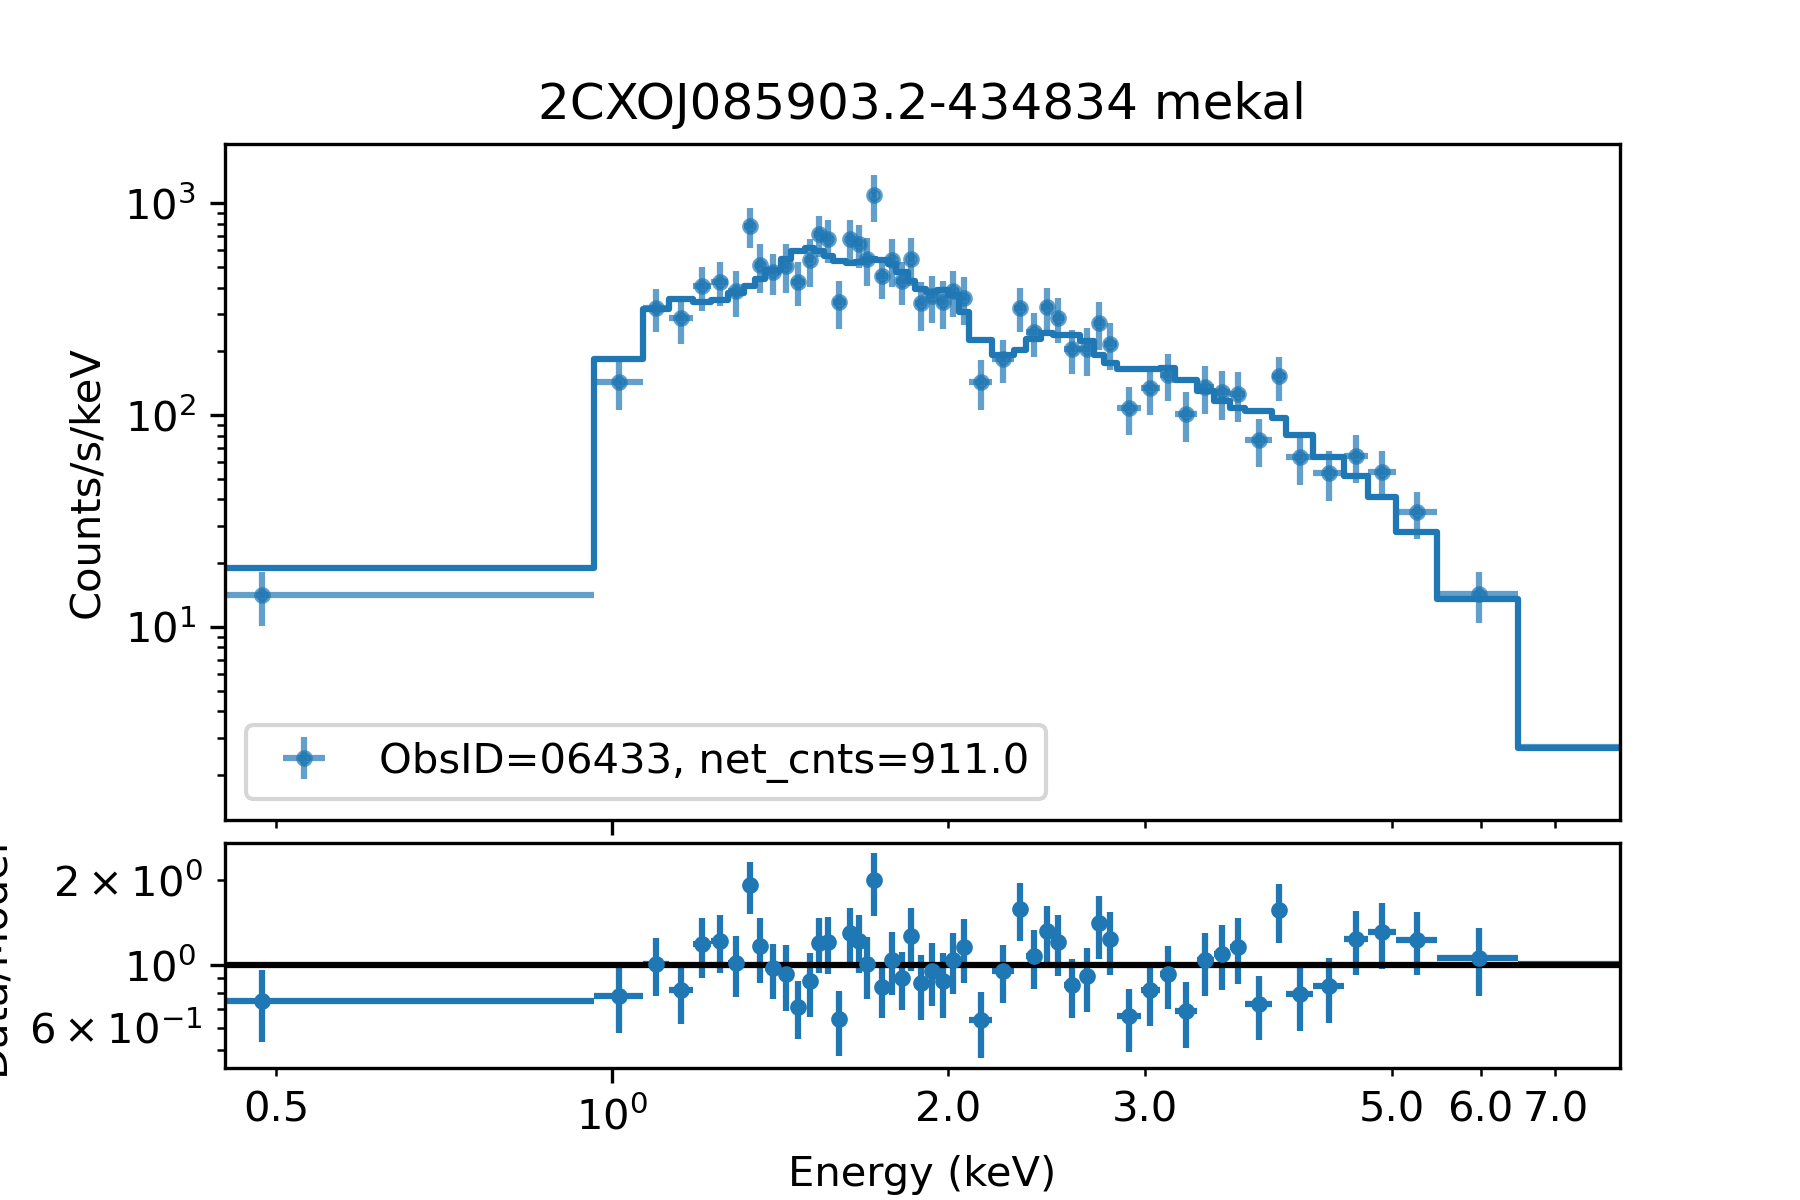 2CXOJ085903.2-434834 mekal
Counts/s/keV
10³
10²
10¹
ObsID=06433, net_cnts=911.0
2 × 10⁰
10⁰
6 × 10⁻¹
0.5 10⁰ 2.0 3.0 5.0 6.0 7.0
Energy (keV)